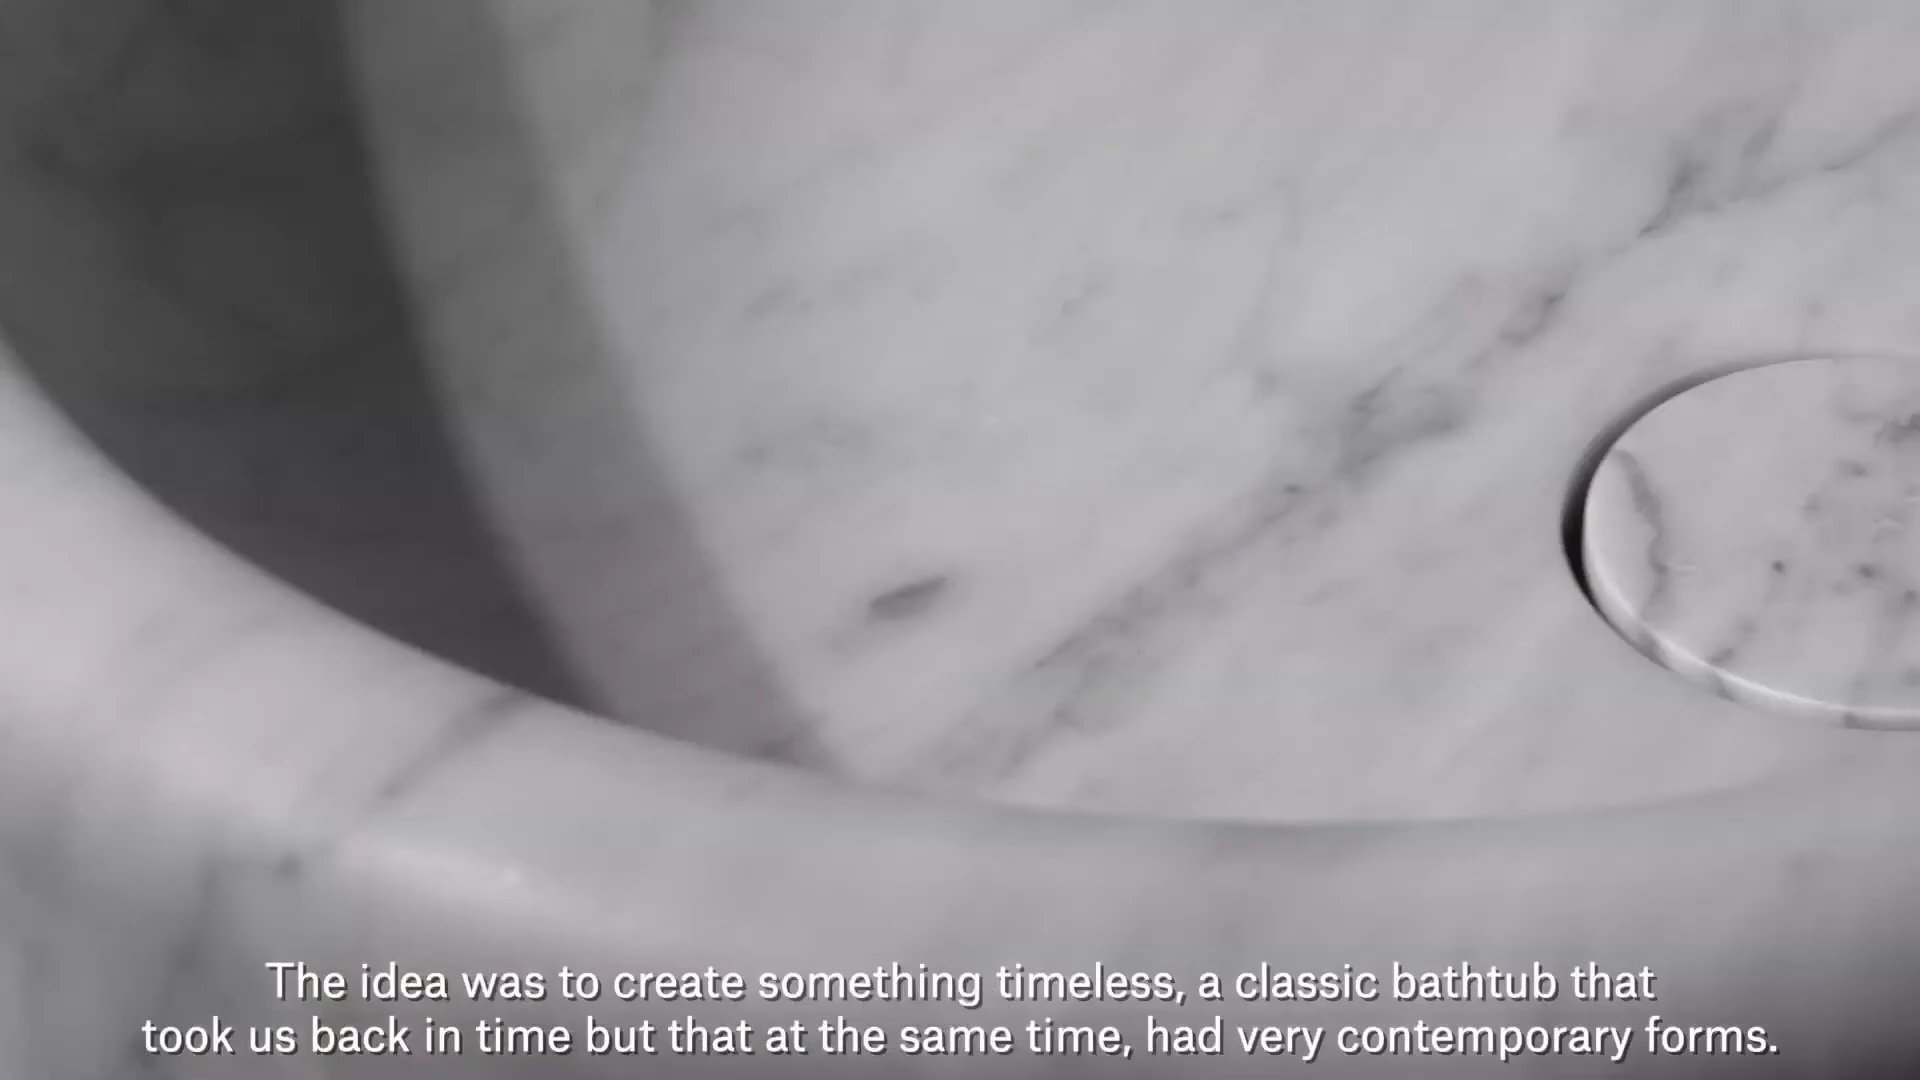 The idea was to create something timeless, a classic bathtub that
took us back in time but that at the same time, had very contemporary forms.